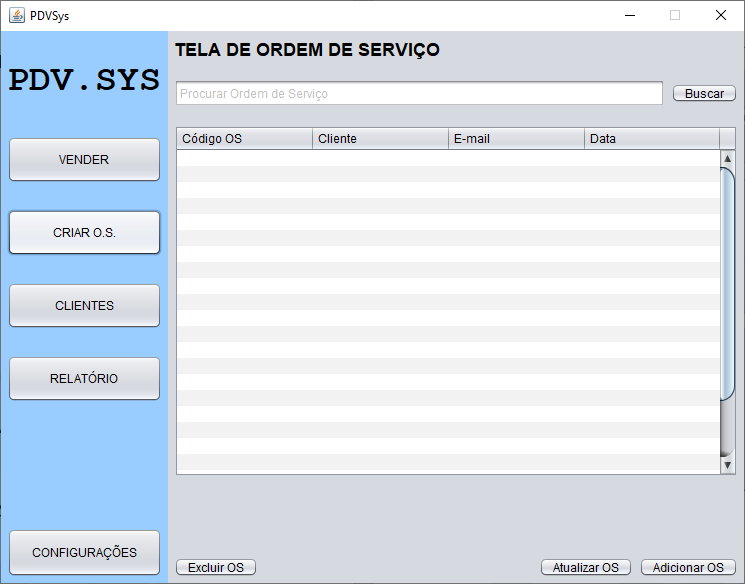 PDVSys
TELA DE ORDEM DE SERVIÇO
PDV.SYS
Procurar Ordem de Serviço
Buscar
Código OS Cliente E-mail Data
VENDER
CRIAR O.S.
CLIENTES
RELATÓRIO
CONFIGURAÇÕES
Excluir OS Atualizar OS Adicionar OS